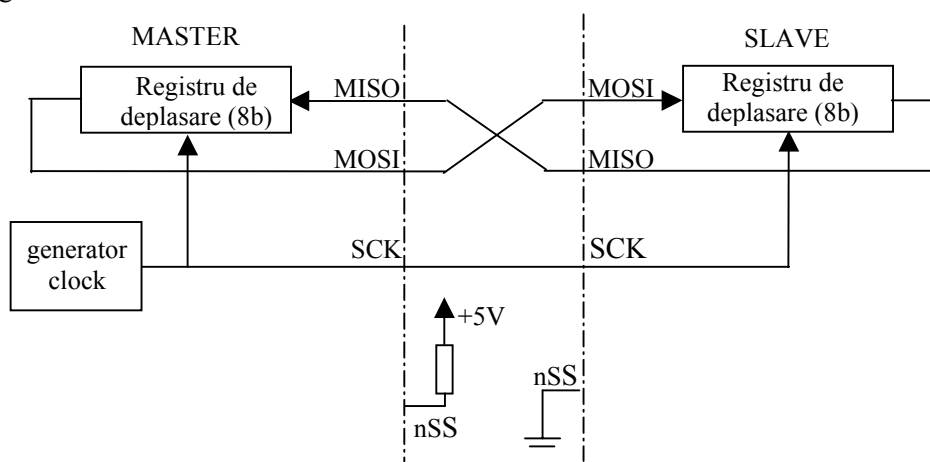 MASTER
SLAVE
Registru de
deplasare (8b)
MISO
MOSI
Registru de
deplasare (8b)
MOSI
MISO
generator
clock
SCK
SCK
+5V
nSS
nSS